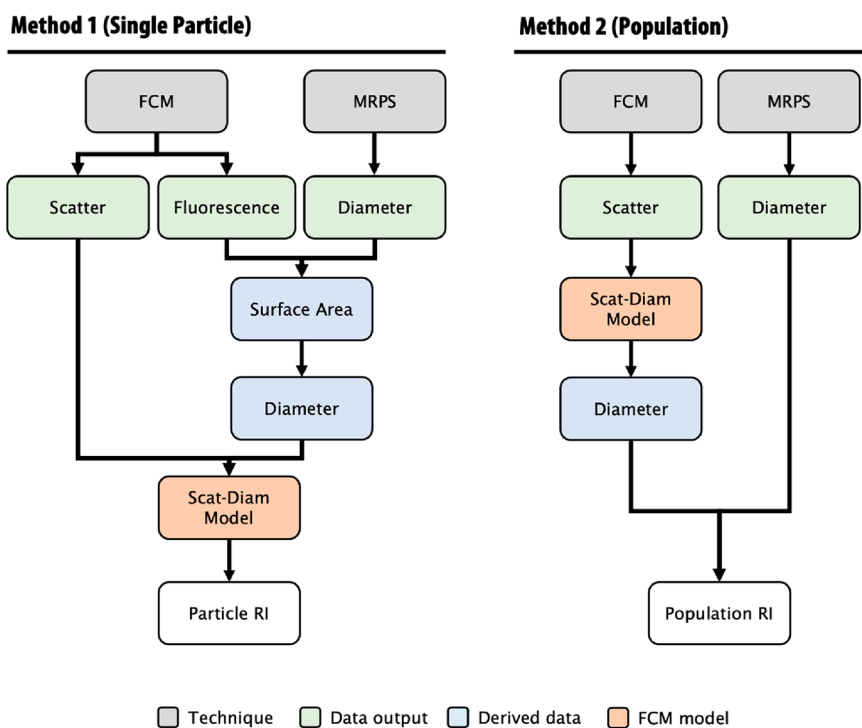 Method 1 (Single Particle)
Method 2 (Population)
FCM
MRPS
FCM
MRPS
Scatter
Fluorescence
Diameter
Scatter
Diameter
Surface Area
Scat-Diam
Model
Diameter
Diameter
Scat-Diam
Model
Particle RI
Population RI
Technique
Data output
Derived data
FCM model